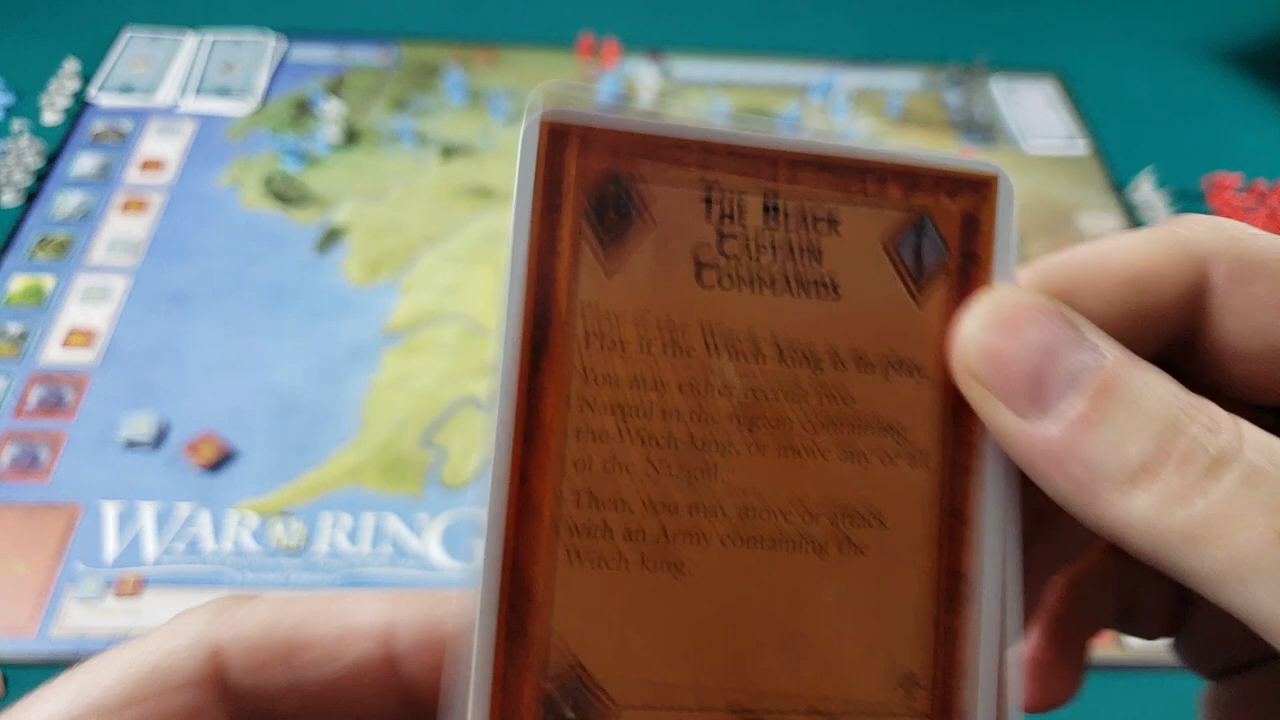 THE BLACK
CAPTAIN
COMMANDS
Play if the Witch-king is in play.
You may either recruit two
Nazgûl in the region containing
the Witch-king, or move any or all
of the Nazgûl.
Then, you may move or attack
with an Army containing the
Witch-king.
WAR OF RING